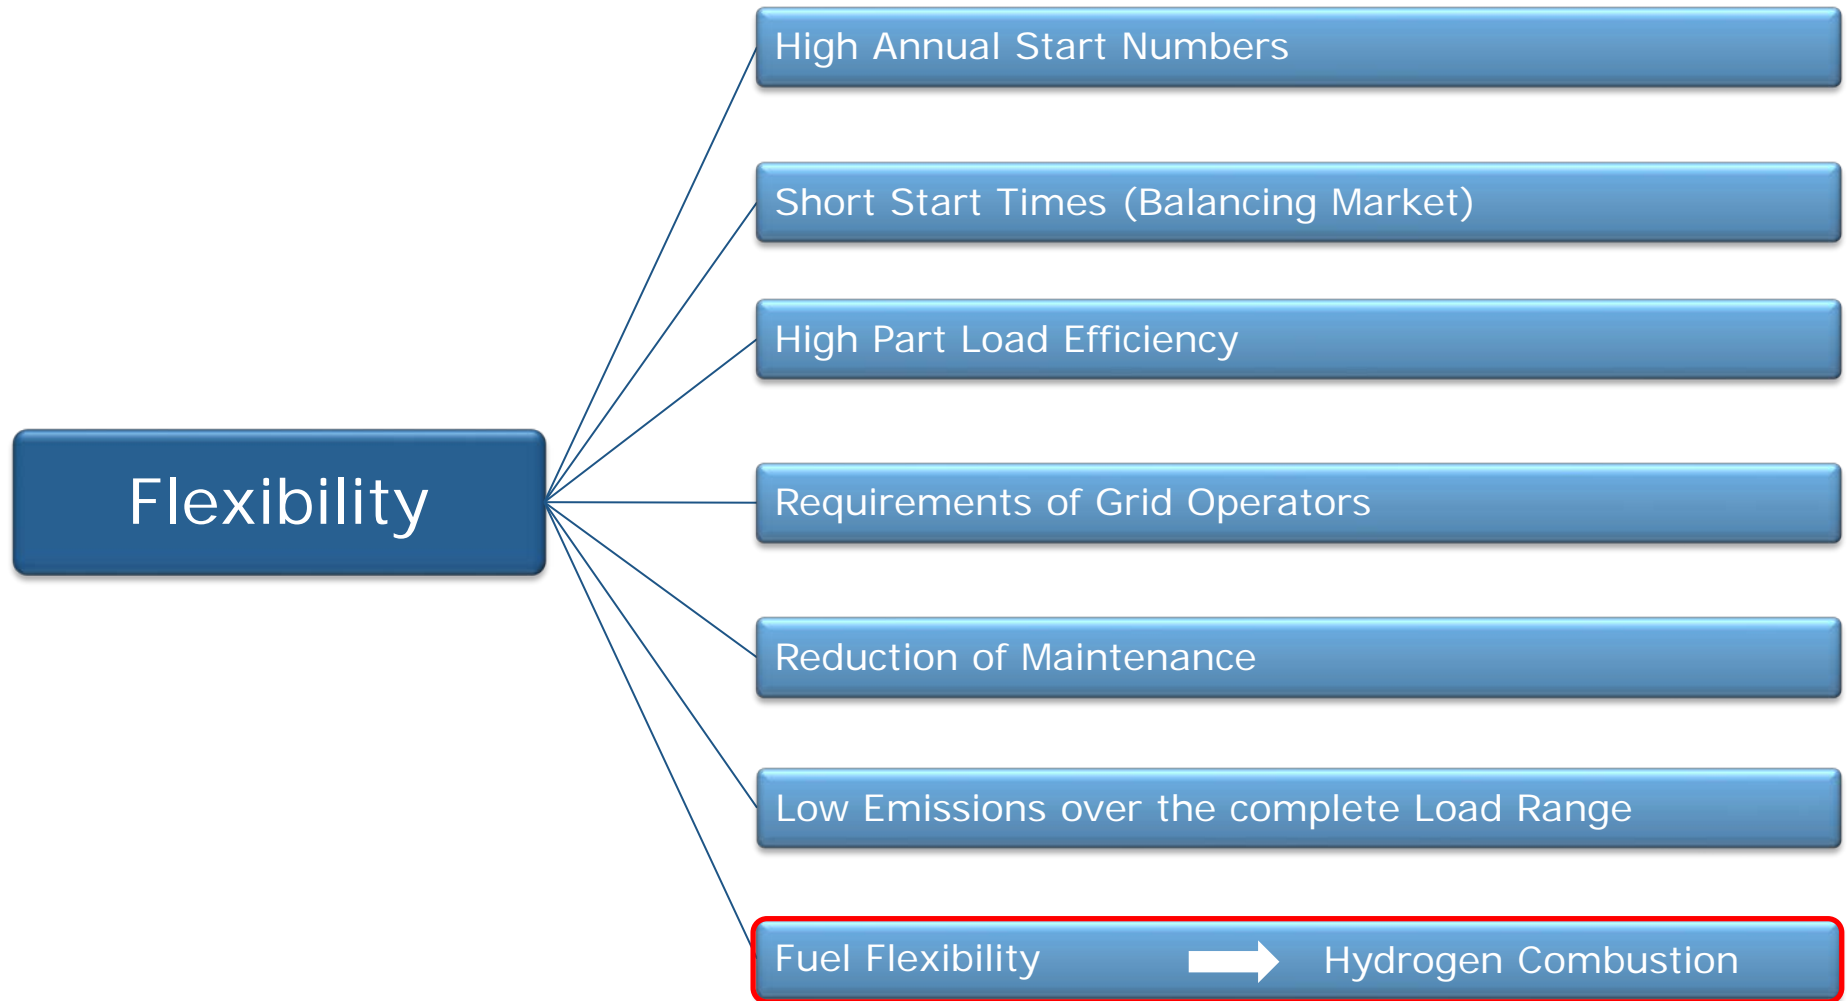 High Annual Start Numbers
Short Start Times (Balancing Market)
High Part Load Efficiency
Flexibility
Requirements of Grid Operators
Reduction of Maintenance
Low Emissions over the complete Load Range
Fuel Flexibility Hydrogen Combustion